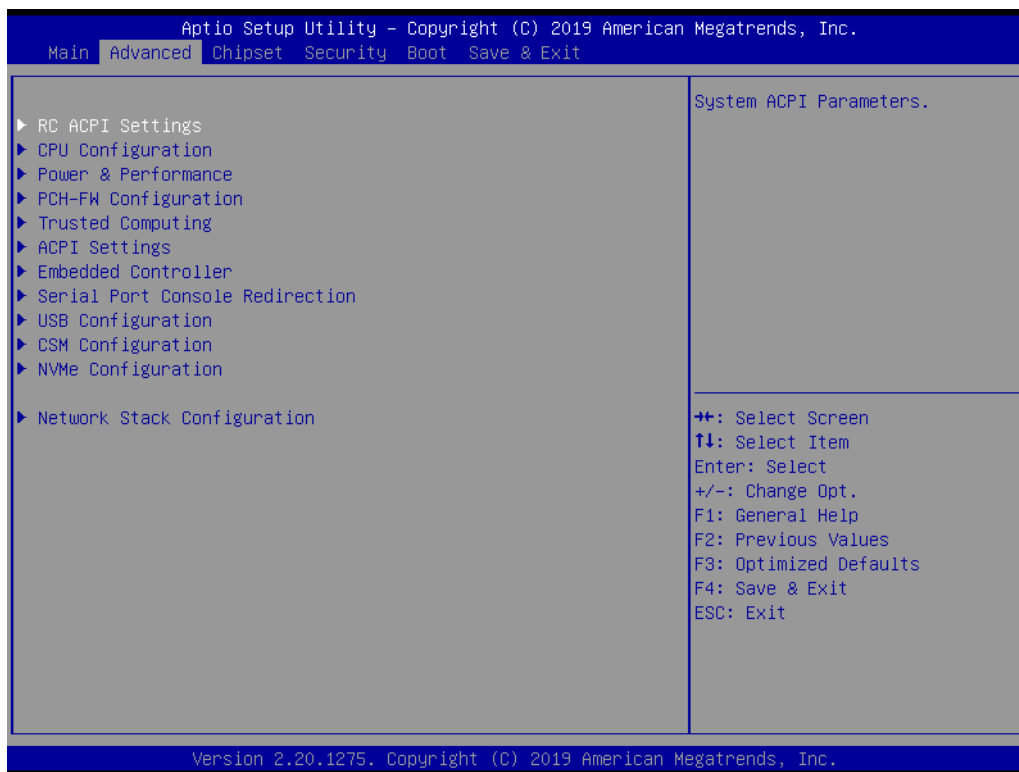 Aptio Setup Utility – Copyright (C) 2019 American Megatrends, Inc.
Main Advanced Chipset Security Boot Save & Exit
▶ RC ACPI Settings
▶ CPU Configuration
▶ Power & Performance
▶ PCH-FW Configuration
▶ Trusted Computing
▶ ACPI Settings
▶ Embedded Controller
▶ Serial Port Console Redirection
▶ USB Configuration
▶ CSM Configuration
▶ NVMe Configuration
▶ Network Stack Configuration
System ACPI Parameters.
→←: Select Screen
↑↓: Select Item
Enter: Select
+/-: Change Opt.
F1: General Help
F2: Previous Values
F3: Optimized Defaults
F4: Save & Exit
ESC: Exit
Version 2.20.1275. Copyright (C) 2019 American Megatrends, Inc.